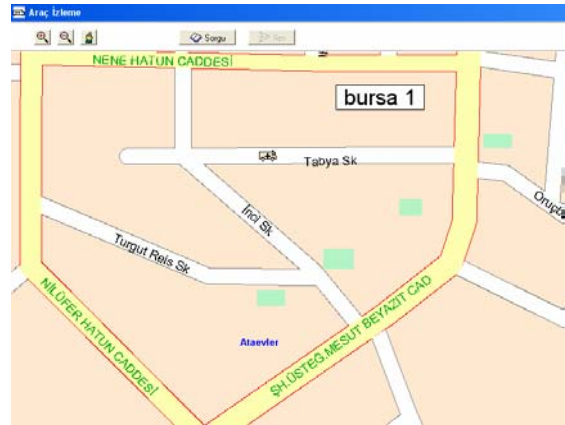 Araç İzleme
Sorgu
NENE HATUN CADDESİ
bursa 1
Tabya Sk
İnci Sk
Turgut Reis Sk
NİLÜFER HATUN CADDESİ
ŞH.ÜSTEĞ.MESUT BEYAZIT CAD
Ataevler